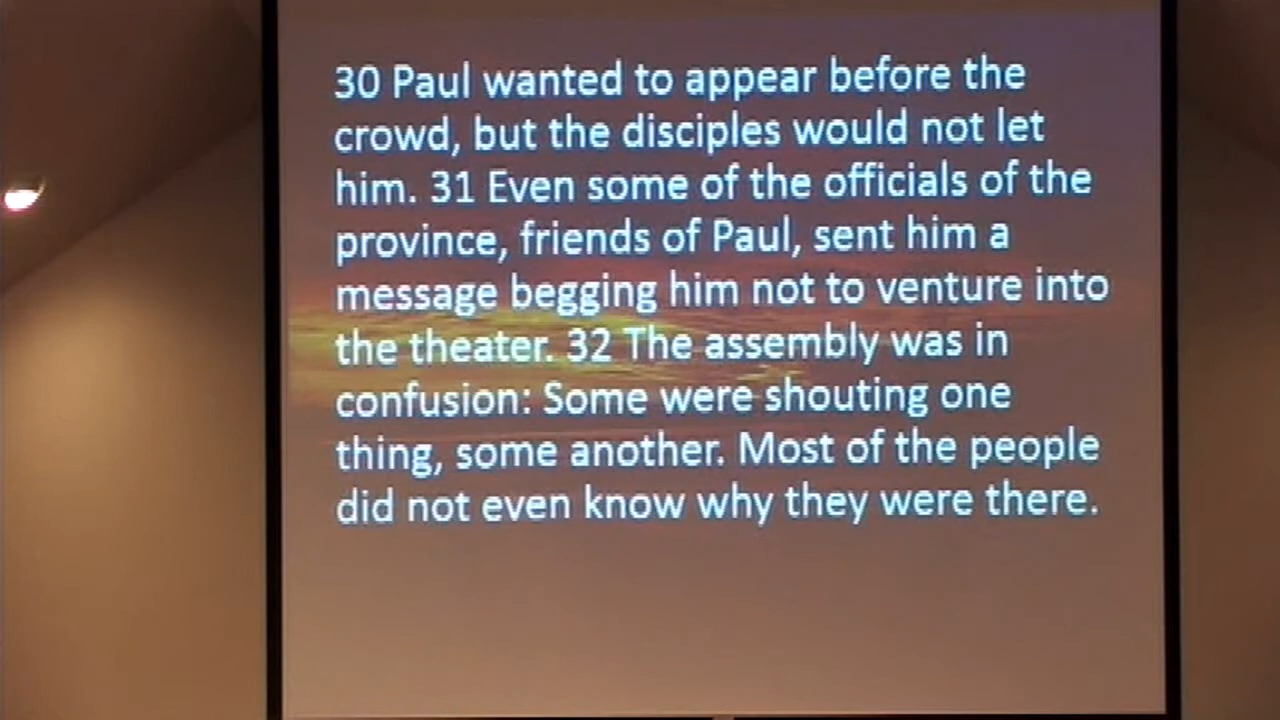 30 Paul wanted to appear before the
crowd, but the disciples would not let
him. 31 Even some of the officials of the
province, friends of Paul, sent him a
message begging him not to venture into
the theater. 32 The assembly was in
confusion: Some were shouting one
thing, some another. Most of the people
did not even know why they were there.